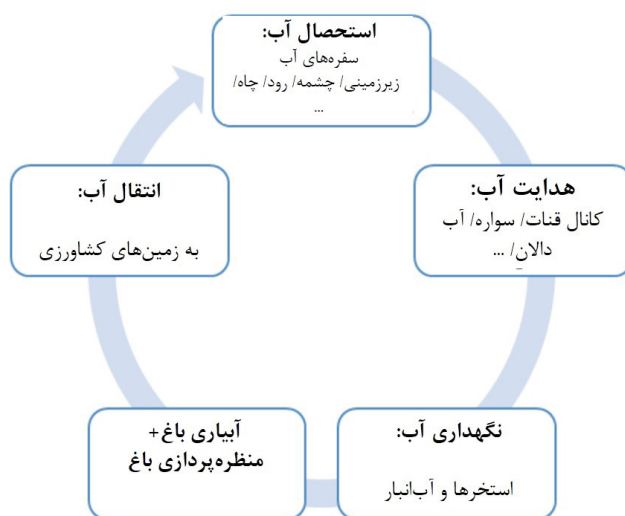 استحصال آب:
سفره‌های آب
زیرزمینی/ چشمه/ رود/ چاه/
...
هدایت آب:
کانال قنات/ سواره/ آب
دالان/ ...
نگهداری آب:
استخرها و آب‌انبار
آبیاری باغ+
منظره‌پردازی باغ
انتقال آب:
به زمین‌های کشاورزی